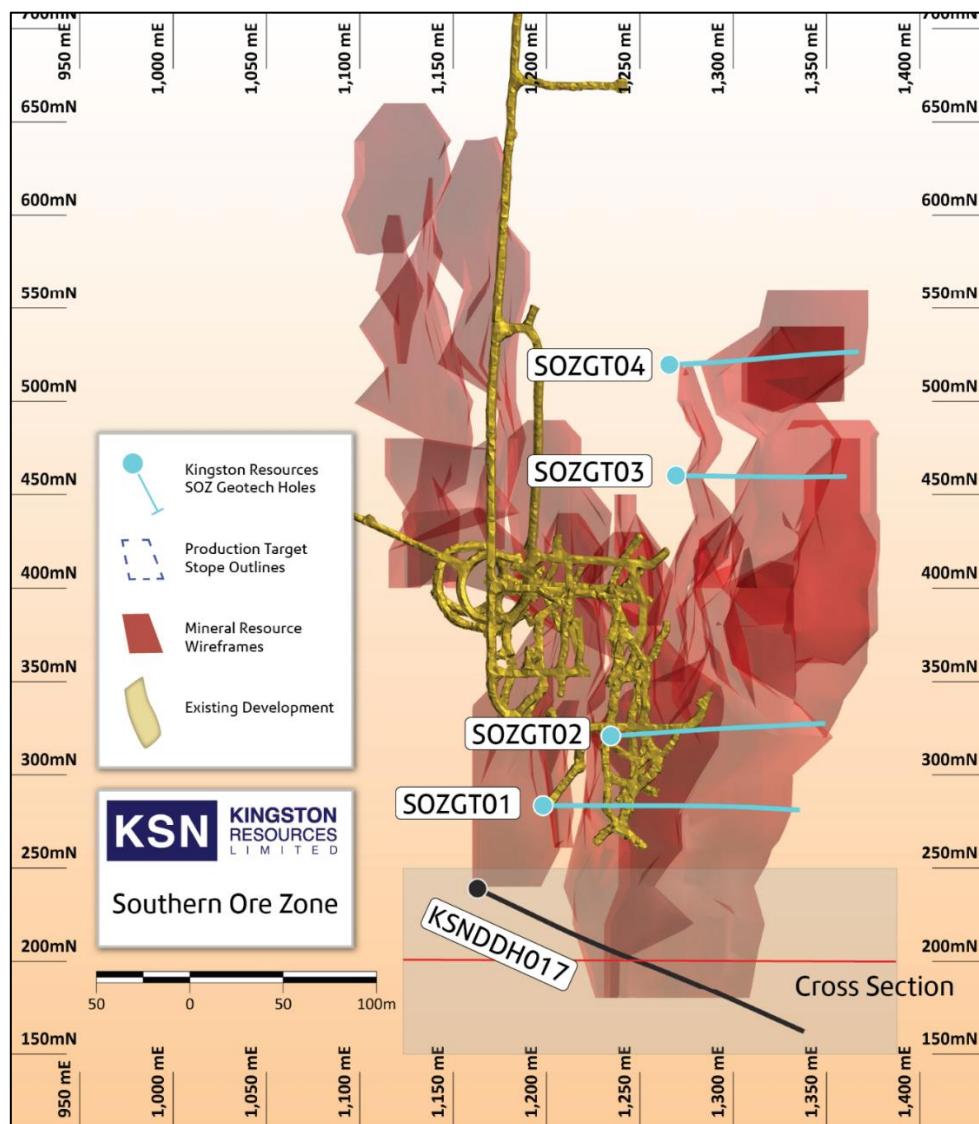 700mN
950 mE
1,000 mE
1,050 mE
1,100 mE
1,150 mE
1,200 mE
1,250 mE
1,300 mE
1,350 mE
1,400 mE
700mN
650mN
650mN
600mN
600mN
550mN
550mN
SOZGT04
500mN
500mN
Kingston Resources
SOZ Geotech Holes
SOZGT03
450mN
450mN
Production Target
Stope Outlines
400mN
400mN
Mineral Resource
Wireframes
350mN
350mN
Existing Development
SOZGT02
300mN
300mN
SOZGT01
KSN
KINGSTON
RESOURCES
LIMITED
Southern Ore Zone
250mN
250mN
KSNDDH017
200mN
200mN
Cross Section
50
0
50
100m
150mN
150mN
950 mE
1,000 mE
1,050 mE
1,100 mE
1,150 mE
1,200 mE
1,250 mE
1,300 mE
1,350 mE
1,400 mE